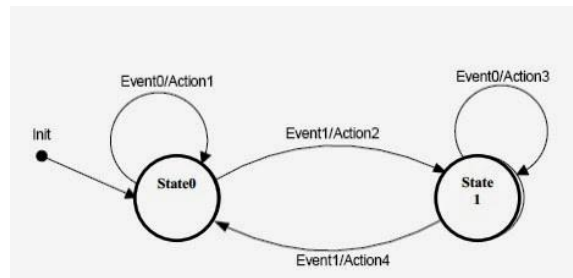 Event0/Action1
Event0/Action3
Init
Event1/Action2
State0
State
1
Event1/Action4